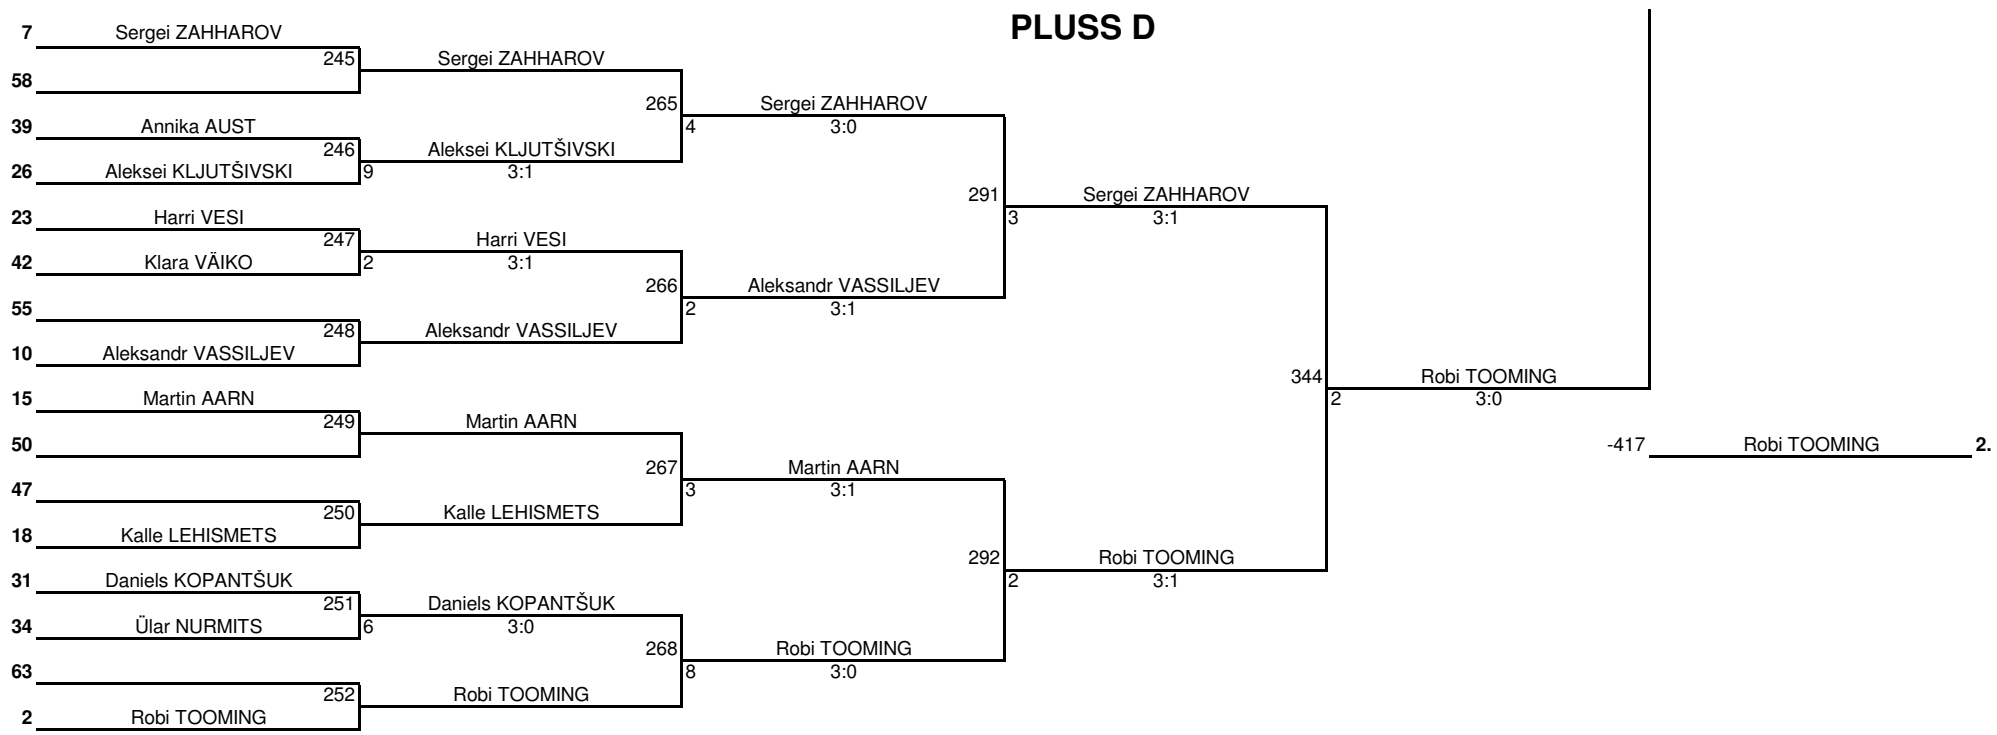 PLUSS D
7 Sergei ZAHHAROV
245 Sergei ZAHHAROV
58
265 Sergei ZAHHAROV
4 3:0
39 Annika AUST
246 Aleksei KLJUTŠIVSKI
26 Aleksei KLJUTŠIVSKI 9 3:1
291 Sergei ZAHHAROV
3 3:1
23 Harri VESI
247 Harri VESI
42 Klara VÄIKO 2 3:1
266 Aleksandr VASSILJEV
2 3:1
55
248 Aleksandr VASSILJEV
10 Aleksandr VASSILJEV
344 Robi TOOMING
2 3:0
15 Martin AARN
249 Martin AARN
50
-417 Robi TOOMING 2.
267 Martin AARN
3 3:1
47
250 Kalle LEHISMETS
18 Kalle LEHISMETS
292 Robi TOOMING
2 3:1
31 Daniels KOPANTŠUK
251 Daniels KOPANTŠUK
34 Ülar NURMITS 6 3:0
268 Robi TOOMING
8 3:0
63
252 Robi TOOMING
2 Robi TOOMING